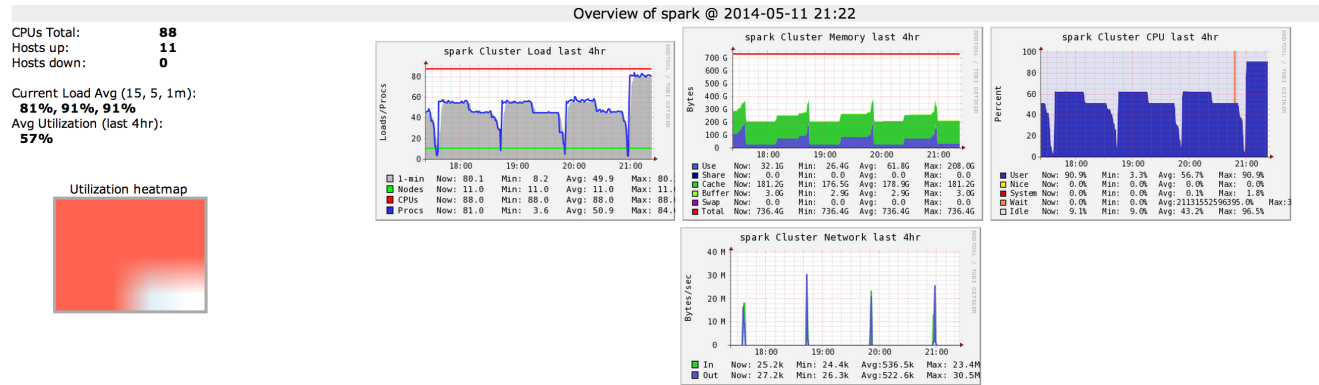 Overview of spark @ 2014-05-11 21:22
CPUs Total: 88
Hosts up: 11
Hosts down: 0
Current Load Avg (15, 5, 1m):
81%, 91%, 91%
Avg Utilization (last 4hr):
57%
Utilization heatmap
spark Cluster Load last 4hr
Loads/Procs
80
60
40
20
0
18:00 19:00 20:00 21:00
1-min Now: 80.1 Min: 8.2 Avg: 49.9 Max: 80.
Nodes Now: 11.0 Min: 11.0 Avg: 11.0 Max: 11.
CPUs Now: 88.0 Min: 88.0 Avg: 88.0 Max: 88.
Procs Now: 81.0 Min: 3.6 Avg: 50.9 Max: 84.
RRDTOOL / TOBI OETIKER
spark Cluster Memory last 4hr
Bytes
700 G
600 G
500 G
400 G
300 G
200 G
100 G
0
18:00 19:00 20:00 21:00
Use Now: 32.1G Min: 26.4G Avg: 61.8G Max: 208.0G
Share Now: 0.0 Min: 0.0 Avg: 0.0 Max: 0.0
Cache Now: 181.2G Min: 176.5G Avg: 178.9G Max: 181.2G
Buffer Now: 3.0G Min: 2.9G Avg: 2.9G Max: 3.0G
Swap Now: 0.0 Min: 0.0 Avg: 0.0 Max: 0.0
Total Now: 736.4G Min: 736.4G Avg: 736.4G Max: 736.4G
RRDTOOL / TOBI OETIKER
spark Cluster CPU last 4hr
Percent
100
80
60
40
20
0
18:00 19:00 20:00 21:00
User Now: 90.9% Min: 3.3% Avg: 56.7% Max: 90.9%
Nice Now: 0.0% Min: 0.0% Avg: 0.0% Max: 0.0%
System Now: 0.0% Min: 0.0% Avg: 0.1% Max: 1.8%
Wait Now: 0.0% Min: 0.0% Avg:21131552596395.0% Max:3
Idle Now: 9.1% Min: 9.0% Avg: 43.2% Max: 96.5%
RRDTOOL / TOBI OETIKER
spark Cluster Network last 4hr
Bytes/sec
40 M
30 M
20 M
10 M
0
18:00 19:00 20:00 21:00
In Now: 25.2k Min: 24.4k Avg:536.5k Max: 23.4M
Out Now: 27.2k Min: 26.3k Avg:522.6k Max: 30.5M
RRDTOOL / TOBI OETIKER